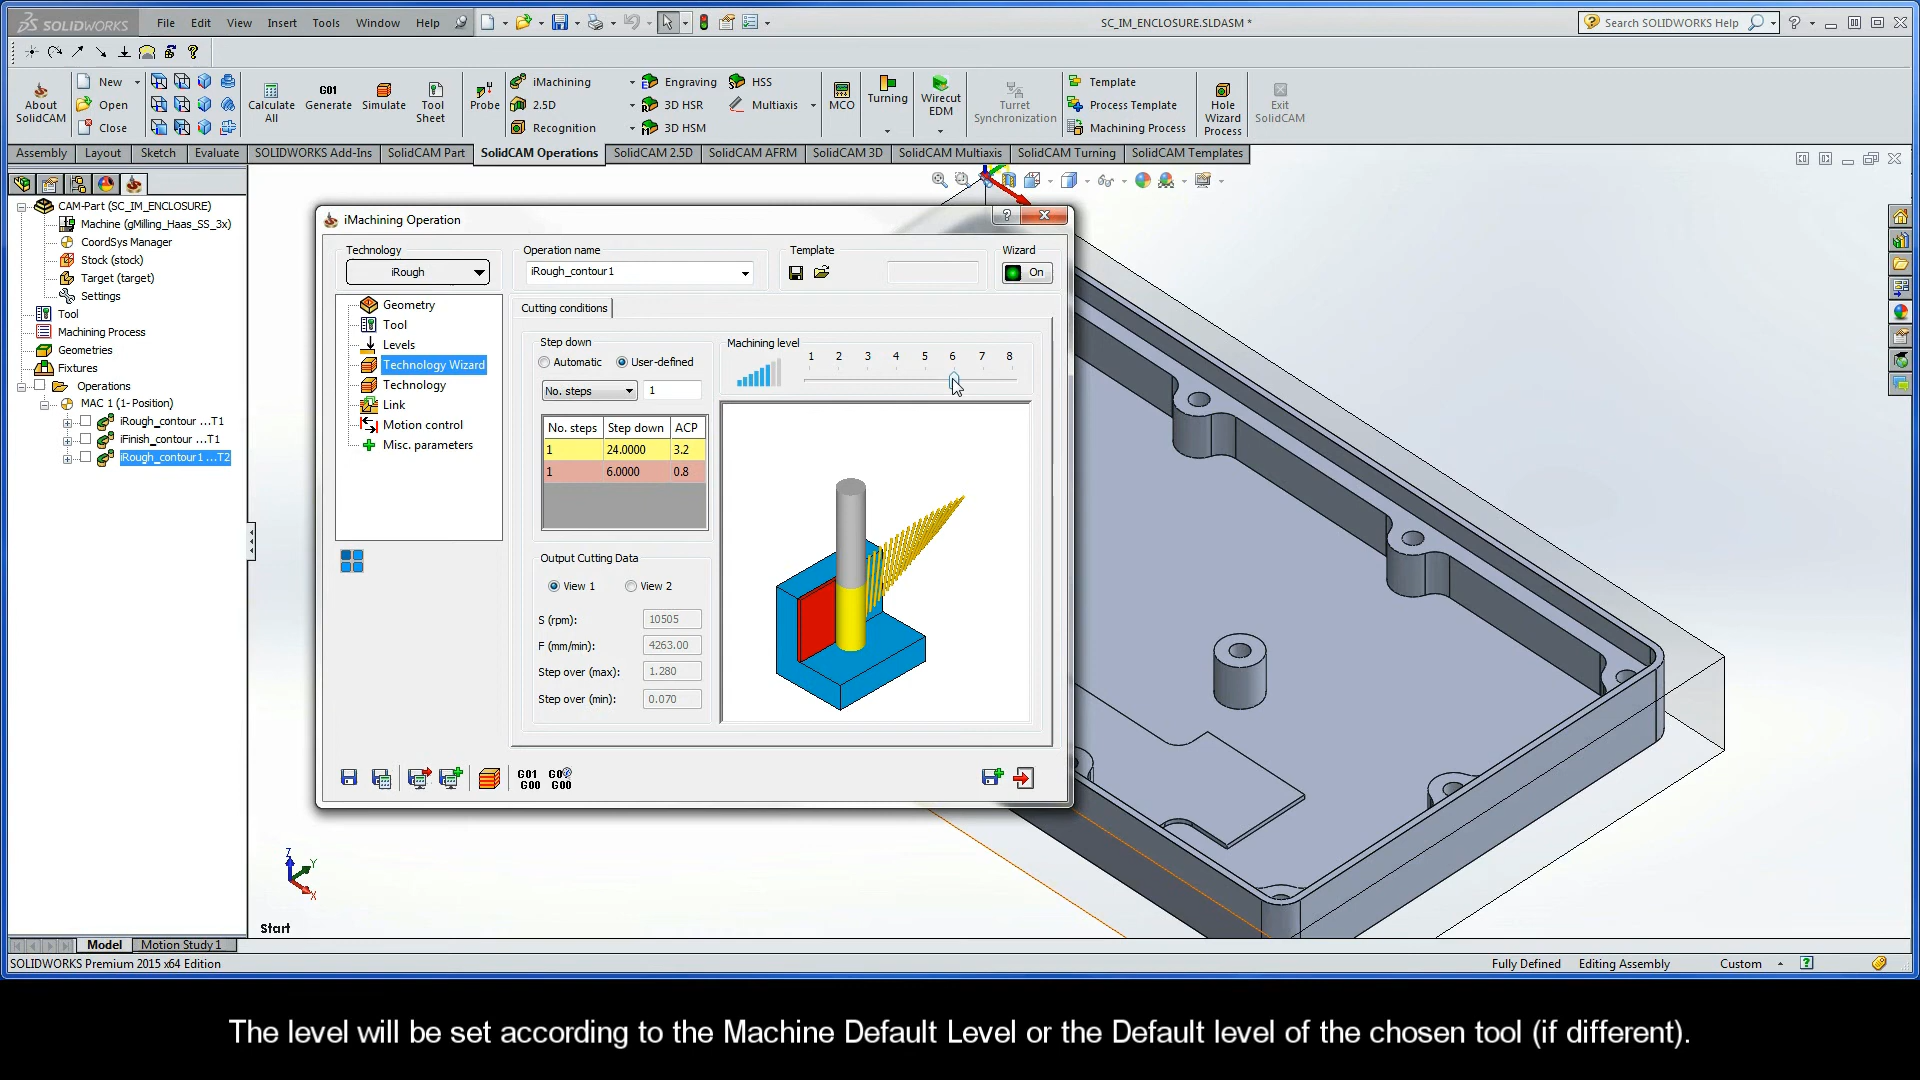 SOLIDWORKS File Edit View Insert Tools Window Help SC_IM_ENCLOSURE.SLDASM * Search SOLIDWORKS Help
About SolidCAM
New
Open
Close
Calculate All
G01
Generate
Simulate
Tool Sheet
Probe
iMachining
2.5D
Recognition
Engraving
3D HSR
3D HSM
HSS
Multiaxis
MCO
Turning
Wirecut EDM
Turret Synchronization
Template
Process Template
Machining Process
Hole Wizard Process
Exit SolidCAM
Assembly Layout Sketch Evaluate SOLIDWORKS Add-Ins SolidCAM Part SolidCAM Operations SolidCAM 2.5D SolidCAM AFRM SolidCAM 3D SolidCAM Multiaxis SolidCAM Turning SolidCAM Templates
CAM-Part (SC_IM_ENCLOSURE)
Machine (gMilling_Haas_SS_3x)
CoordSys Manager
Stock (stock)
Target (target)
Settings
Tool
Machining Process
Geometries
Fixtures
Operations
MAC 1 (1- Position)
iRough_contour ...T1
iFinish_contour ...T1
iRough_contour1 ...T2
iMachining Operation
Technology
iRough
Operation name
iRough_contour1
Template
Wizard
On
Geometry
Tool
Levels
Technology Wizard
Technology
Link
Motion control
Misc. parameters
Cutting conditions
Step down
Automatic User-defined
No. steps 1
No. steps Step down ACP
1 24.0000 3.2
1 6.0000 0.8
Machining level
1 2 3 4 5 6 7 8
Output Cutting Data
View 1 View 2
S (rpm): 10505
F (mm/min): 4263.00
Step over (max): 1.280
Step over (min): 0.070
G01 G00
G0 G00
Z Y X
Start
Model Motion Study 1
SOLIDWORKS Premium 2015 x64 Edition Fully Defined Editing Assembly Custom
The level will be set according to the Machine Default Level or the Default level of the chosen tool (if different).